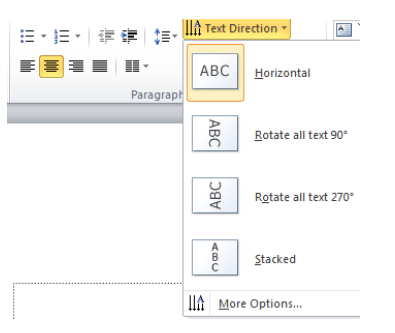 Text Direction
ABC
Horizontal
Paragraph
ABC
Rotate all text 90°
ABC
Rotate all text 270°
A
B
C
Stacked
More Options...